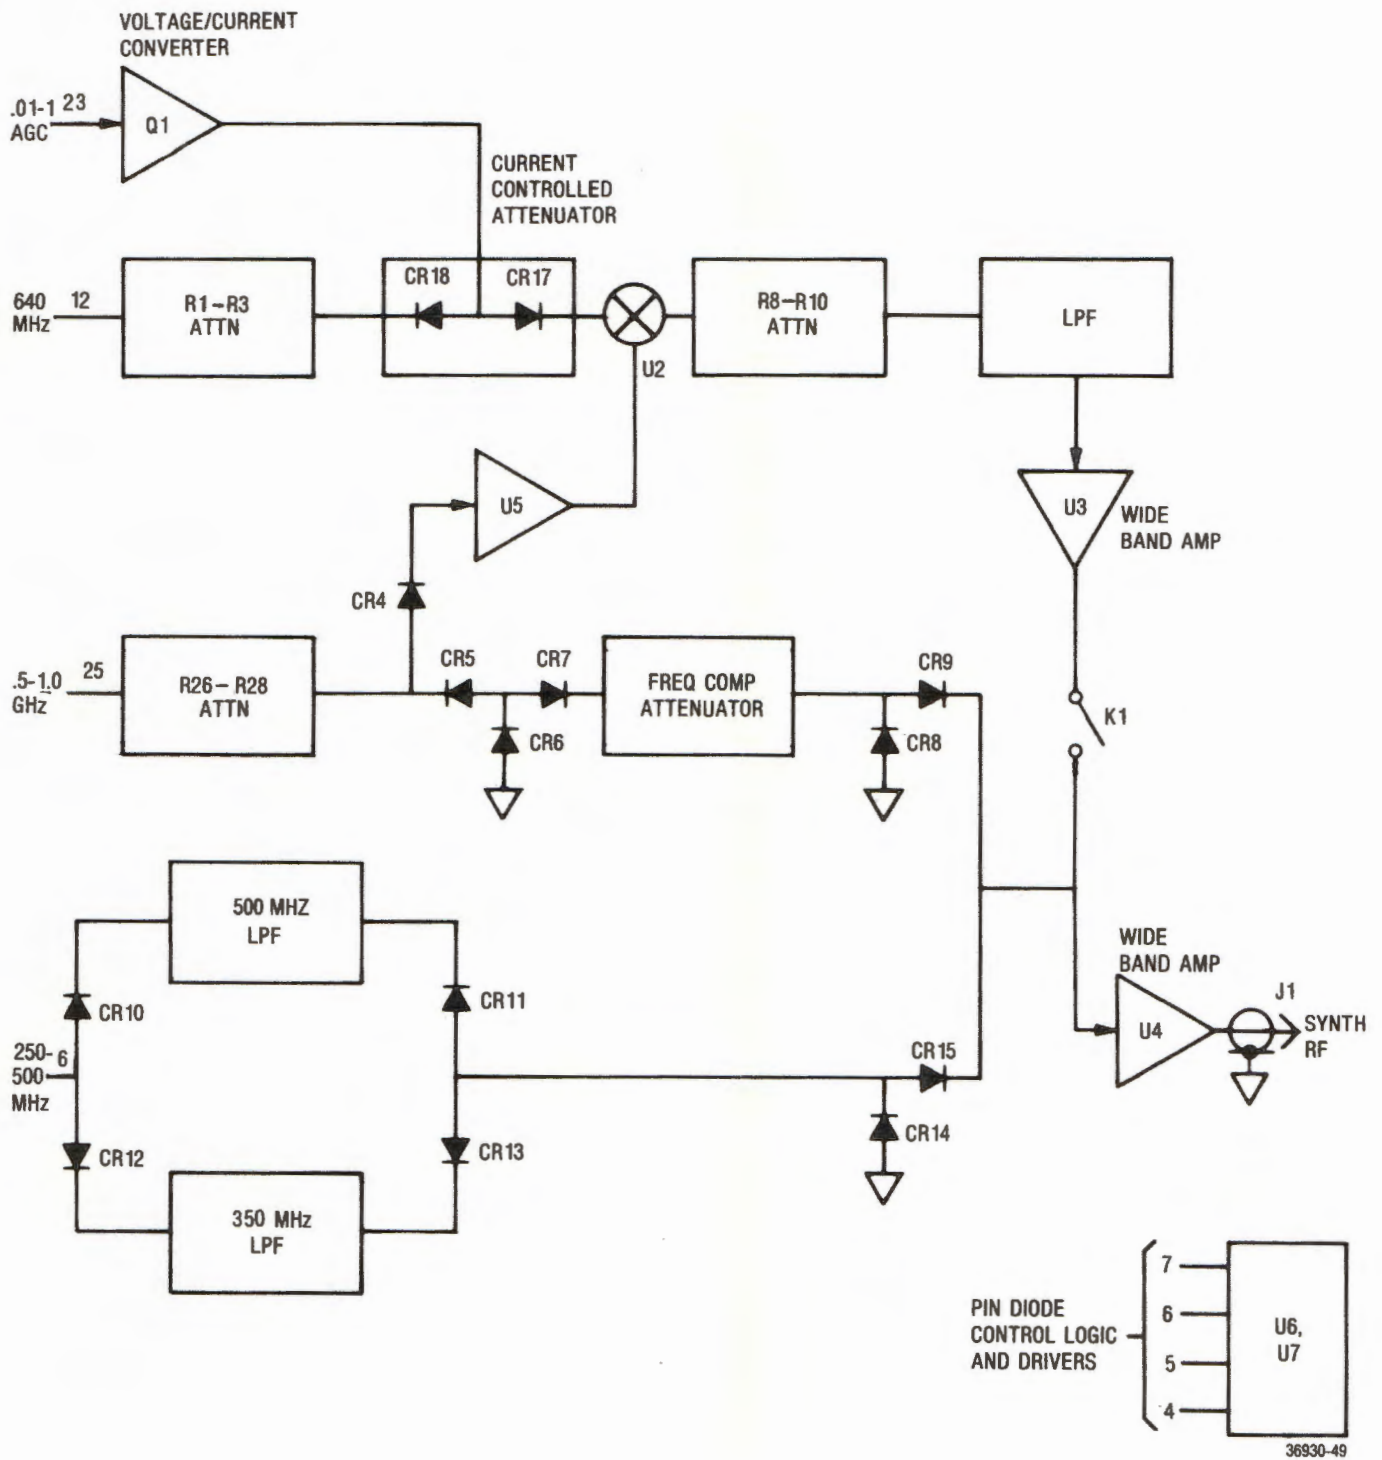 VOLTAGE/CURRENT
CONVERTER
.01-1 23
AGC
Q1
CURRENT
CONTROLLED
ATTENUATOR
640 12
MHz
R1-R3
ATTN
CR18
CR17
U2
R8-R10
ATTN
LPF
U5
U3
WIDE
BAND AMP
CR4
.5-1.0 25
GHz
R26-R28
ATTN
CR5
CR7
CR6
FREQ COMP
ATTENUATOR
CR9
CR8
K1
500 MHZ
LPF
CR10
CR11
WIDE
BAND AMP
U4
J1
SYNTH
RF
250- 6
500
MHz
CR15
CR14
CR12
CR13
350 MHz
LPF
PIN DIODE
CONTROL LOGIC
AND DRIVERS
7
6
5
4
U6,
U7
36930-49